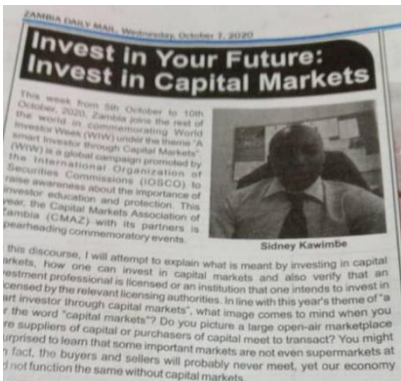 ZAMBIA DAILY MAIL, Wednesday, October 7, 2020
Invest in Your Future:
Invest in Capital Markets
This week from 5th October to 10th
October, 2020, Zambia joins the rest of
the world in commemorating World
Investor Week (WIW) under the theme "A
smart Investor through Capital Markets"
(WIW) is a global campaign promoted by
the International Organization of
Securities Commissions (IOSCO) to
raise awareness about the importance of
investor education and protection. This
year, the Capital Markets Association of
Zambia (CMAZ) with its partners is
pearheading commemorative events.
Sidney Kawimbe
this discourse, I will attempt to explain what is meant by investing in capital
arkets, how one can invest in capital markets and also verify that an
vestment professional is licensed or an institution that one intends to invest in
censed by the relevant licensing authorities. In line with this year's theme of "a
art investor through capital markets", what image comes to mind when you
r the word "capital markets"? Do you picture a large open-air marketplace
re suppliers of capital or purchasers of capital meet to transact? You might
urprised to learn that some important markets are not even supermarkets at
n fact, the buyers and sellers will probably never meet, yet our economy
d not function the same without capital markets